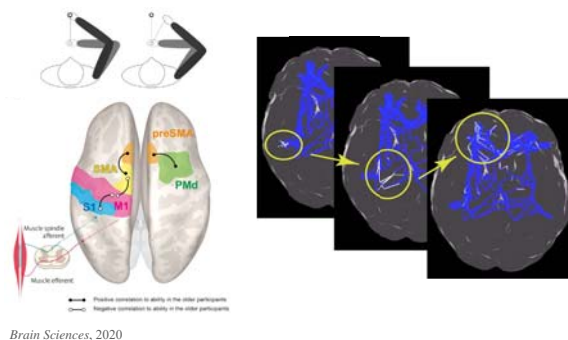 preSMA
SMA
PMd
S1
M1
Muscle spindle
afferent
Muscle efferent
Positive correlation to ability in the older participants
Negative correlation to ability in the older participants
Brain Sciences, 2020